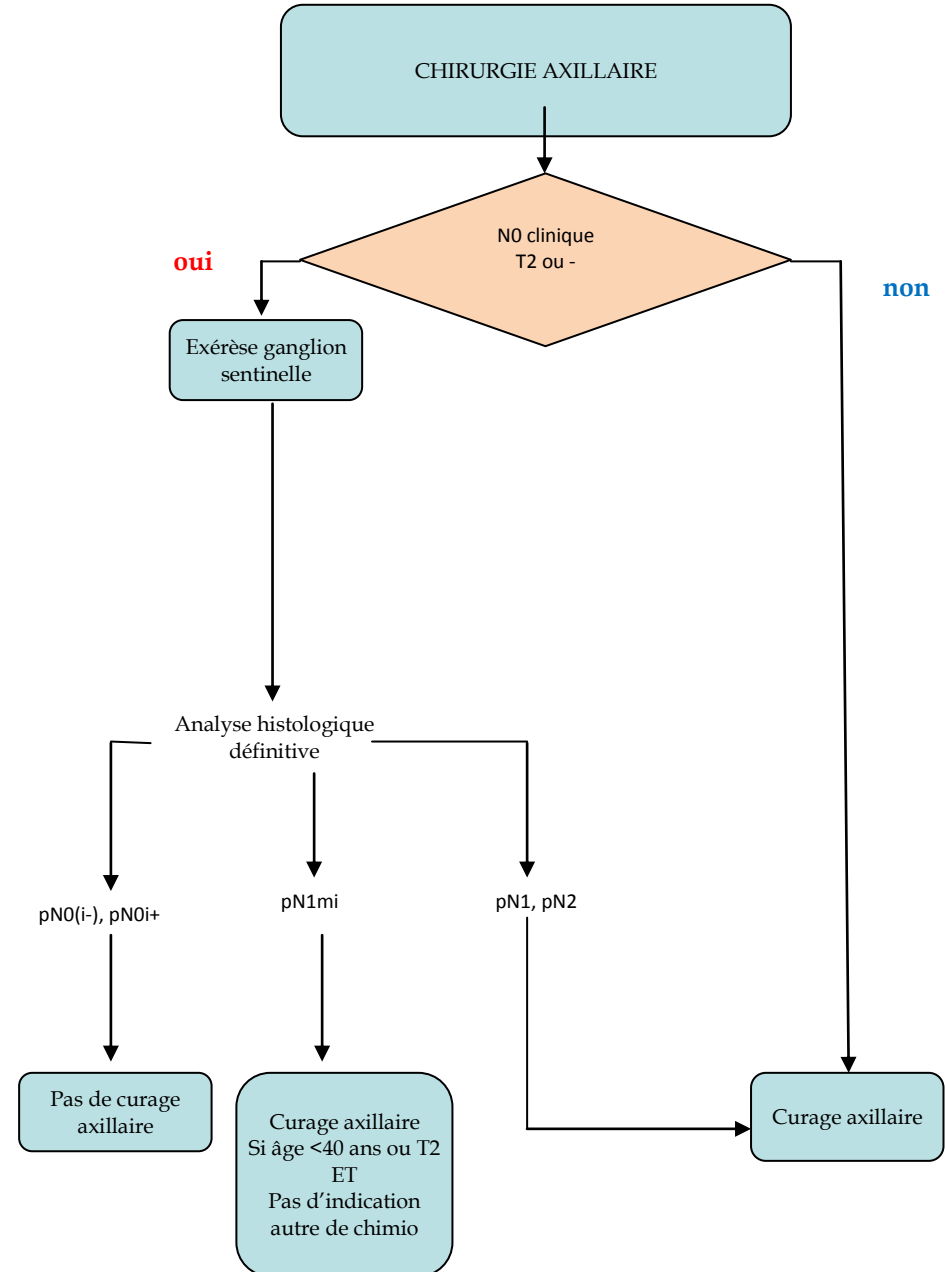 CHIRURGIE AXILLAIRE
N0 clinique
T2 ou -
oui
non
Exérèse ganglion
sentinelle
Analyse histologique
définitive
pN0(i-), pN0i+
pN1mi
pN1, pN2
Pas de curage
axillaire
Curage axillaire
Si âge <40 ans ou T2
ET
Pas d’indication
autre de chimio
Curage axillaire